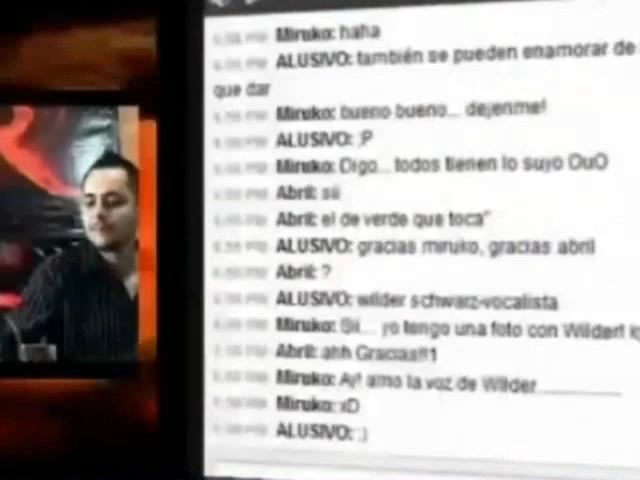 Miruko: haha
ALUSIVO: también se pueden enamorar de
que dar
Miruko: bueno bueno... dejenme!
ALUSIVO: :P
Miruko: Digo... todos tienen lo suyo OuO
Abril: sii
Abril: el de verde que toca"
ALUSIVO: gracias miruko, gracias abril
Abril: ?
ALUSIVO: wilder schwarz-vocalista
Miruko: Sii.... yo tengo una foto con Wilder!
Abril: ahh Gracias!!1
Miruko: Ay! amo la voz de Wilder___________
Miruko: xD
ALUSIVO: :)